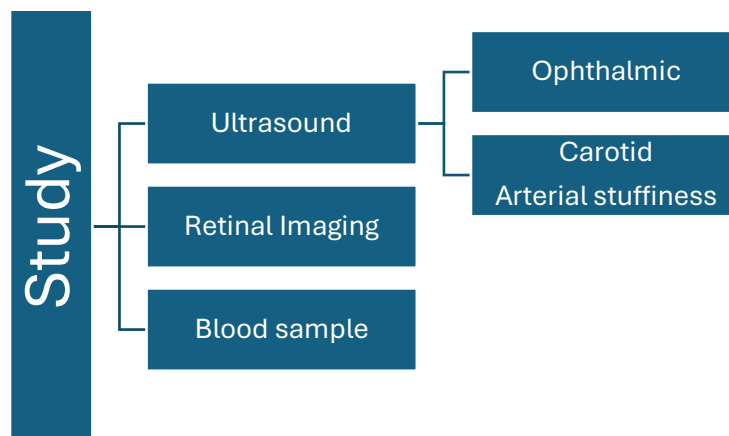 Study
Ultrasound
Ophthalmic
Carotid
Arterial stuffiness
Retinal Imaging
Blood sample